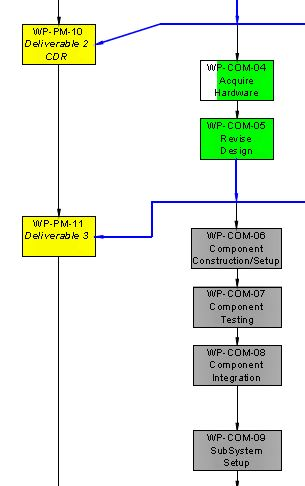 WP-PM-10
Deliverable 2
CDR
WP-COM-04
Acquire
Hardware
WP-COM-05
Revise
Design
WP-PM-11
Deliverable 3
WP-COM-06
Component
Construction/Setup
WP-COM-07
Component
Testing
WP-COM-08
Component
Integration
WP-COM-09
SubSystem
Setup